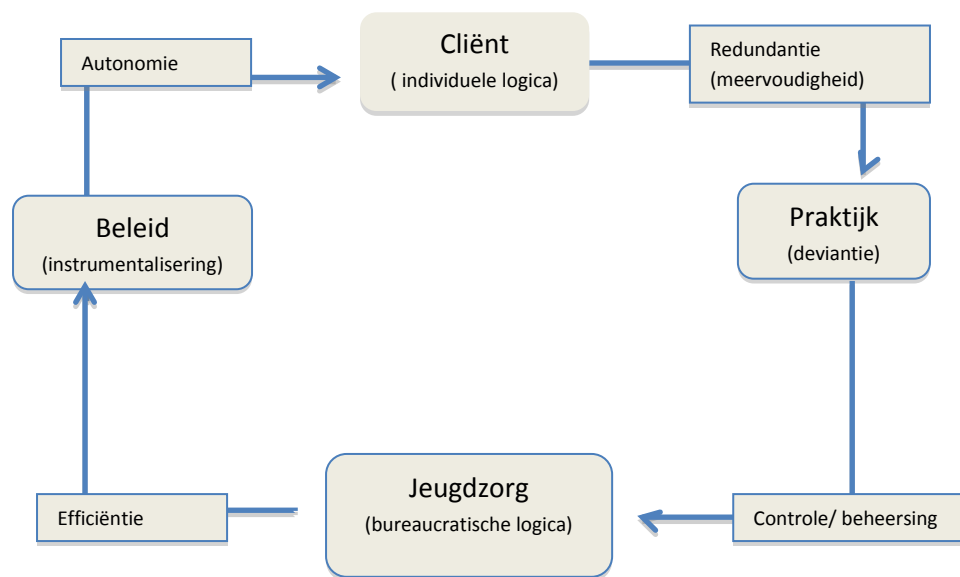 Autonomie
Cliënt
( individuele logica)
Redundantie
(meervoudigheid)
Beleid
(instrumentalisering)
Praktijk
(deviantie)
Efficiëntie
Jeugdzorg
(bureaucratische logica)
Controle/ beheersing